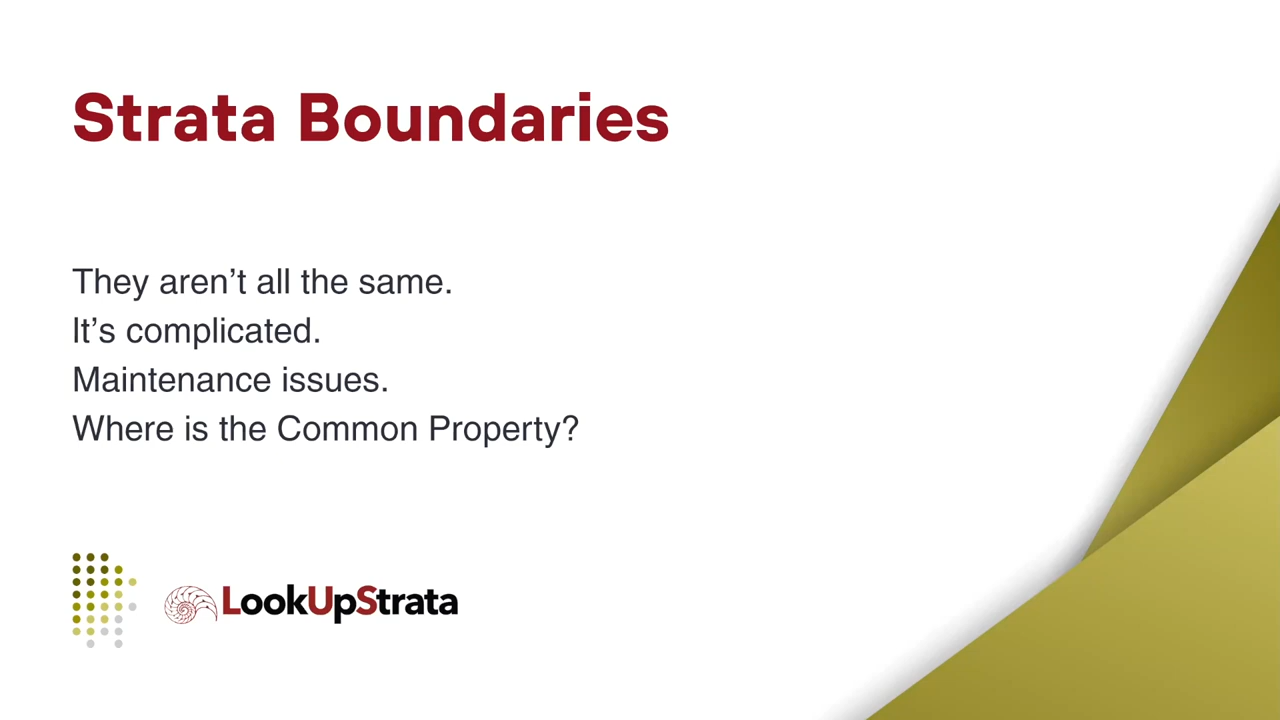 Strata Boundaries
They aren’t all the same.
It’s complicated.
Maintenance issues.
Where is the Common Property?
LookUpStrata